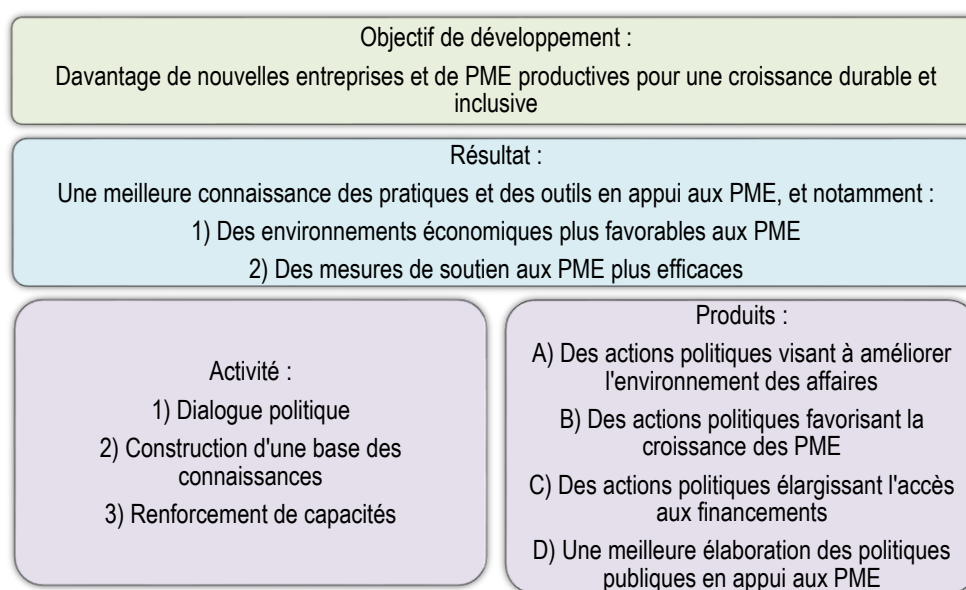 Objectif de développement :
Davantage de nouvelles entreprises et de PME productives pour une croissance durable et
inclusive
Résultat :
Une meilleure connaissance des pratiques et des outils en appui aux PME, et notamment :
1) Des environnements économiques plus favorables aux PME
2) Des mesures de soutien aux PME plus efficaces
Activité :
1) Dialogue politique
2) Construction d'une base des
connaissances
3) Renforcement de capacités
Produits :
A) Des actions politiques visant à améliorer
l'environnement des affaires
B) Des actions politiques favorisant la
croissance des PME
C) Des actions politiques élargissant l'accès
aux financements
D) Une meilleure élaboration des politiques
publiques en appui aux PME